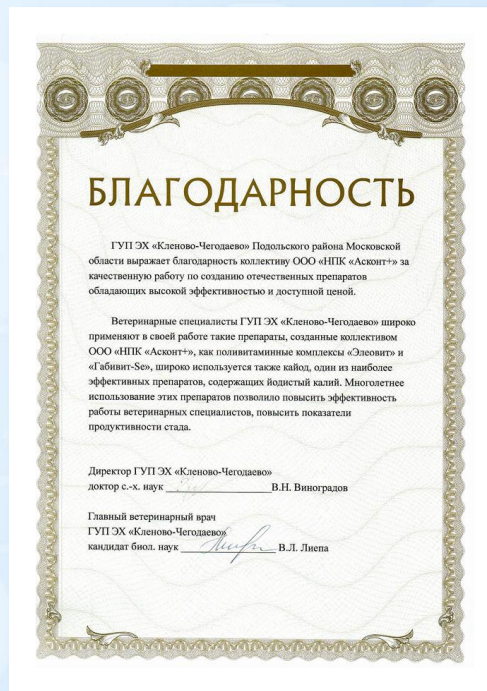 БЛАГОДАРНОСТЬ
ГУП ЭХ «Кленово-Чегодаево» Подольского района Московской
области выражает благодарность коллективу ООО «НПК «Асконт+» за
качественную работу по созданию отечественных препаратов
обладающих высокой эффективностью и доступной ценой.
Ветеринарные специалисты ГУП ЭХ «Кленово-Чегодаево» широко
применяют в своей работе такие препараты, созданные коллективом
ООО «НПК «Асконт+», как поливитаминные комплексы «Элеовит» и
«Габивит-Se», широко используется также кайод, один из наиболее
эффективных препаратов, содержащих йодистый калий. Многолетнее
использование этих препаратов позволило повысить эффективность
работы ветеринарных специалистов, повысить показатели
продуктивности стада.
Директор ГУП ЭХ «Кленово-Чегодаево»
доктор с.-х. наук В.Н. Виноградов
Главный ветеринарный врач
ГУП ЭХ «Кленово-Чегодаево»
кандидат биол. наук В.Л. Лиепа